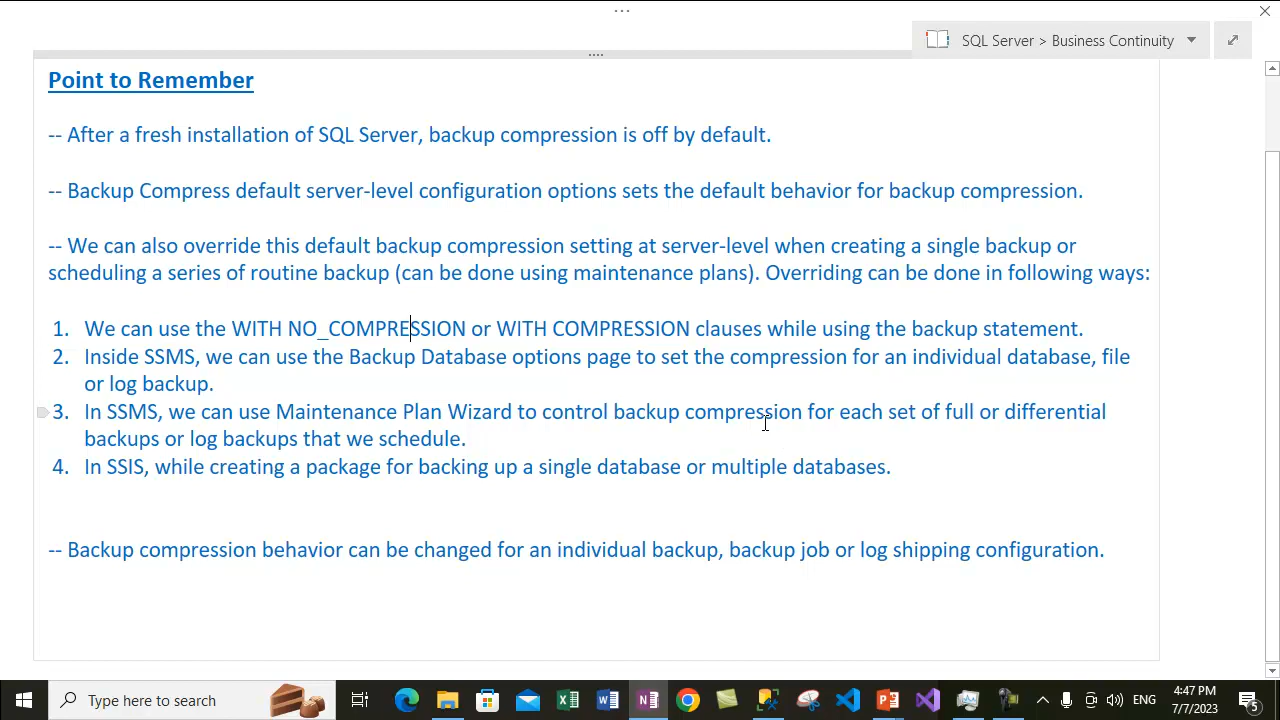 SQL Server > Business Continuity
Point to Remember
-- After a fresh installation of SQL Server, backup compression is off by default.
-- Backup Compress default server-level configuration options sets the default behavior for backup compression.
-- We can also override this default backup compression setting at server-level when creating a single backup or
scheduling a series of routine backup (can be done using maintenance plans). Overriding can be done in following ways:
1. We can use the WITH NO_COMPRESSION or WITH COMPRESSION clauses while using the backup statement.
2. Inside SSMS, we can use the Backup Database options page to set the compression for an individual database, file
or log backup.
3. In SSMS, we can use Maintenance Plan Wizard to control backup compression for each set of full or differential
backups or log backups that we schedule.
4. In SSIS, while creating a package for backing up a single database or multiple databases.
-- Backup compression behavior can be changed for an individual backup, backup job or log shipping configuration.
Type here to search
ENG
4:47 PM
7/7/2023
5